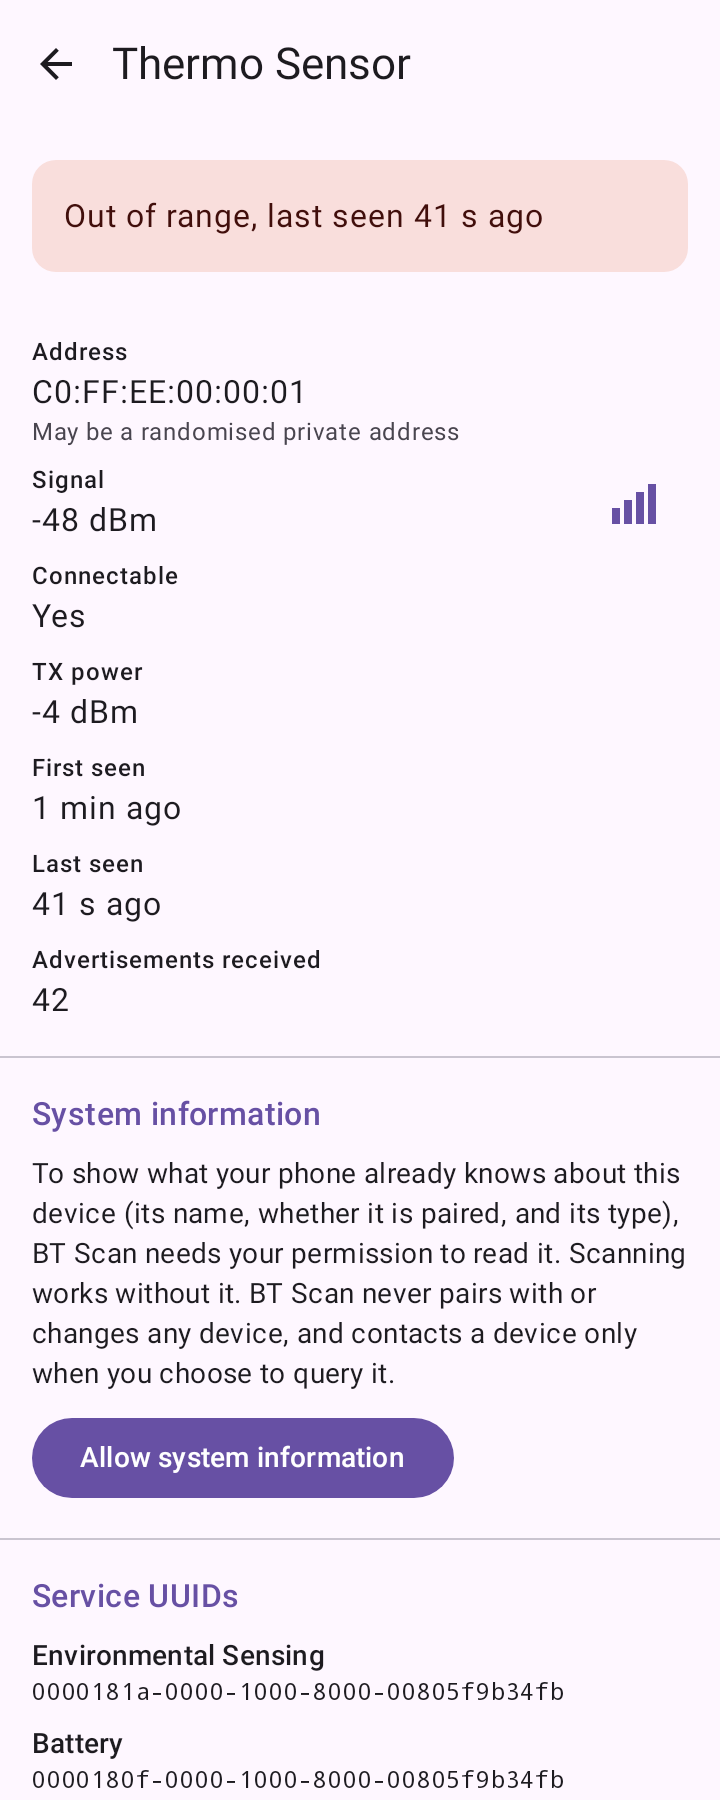 Thermo Sensor
Out of range, last seen 41 s ago
Address
C0:FF:EE:00:00:01
May be a randomised private address
Signal
-48 dBm
Connectable
Yes
TX power
-4 dBm
First seen
1 min ago
Last seen
41 s ago
Advertisements received
42
System information
To show what your phone already knows about this
device (its name, whether it is paired, and its type),
BT Scan needs your permission to read it. Scanning
works without it. BT Scan never pairs with or
changes any device, and contacts a device only
when you choose to query it.
Allow system information
Service UUIDs
Environmental Sensing
0000181a-0000-1000-8000-00805f9b34fb
Battery
0000180f-0000-1000-8000-00805f9b34fb